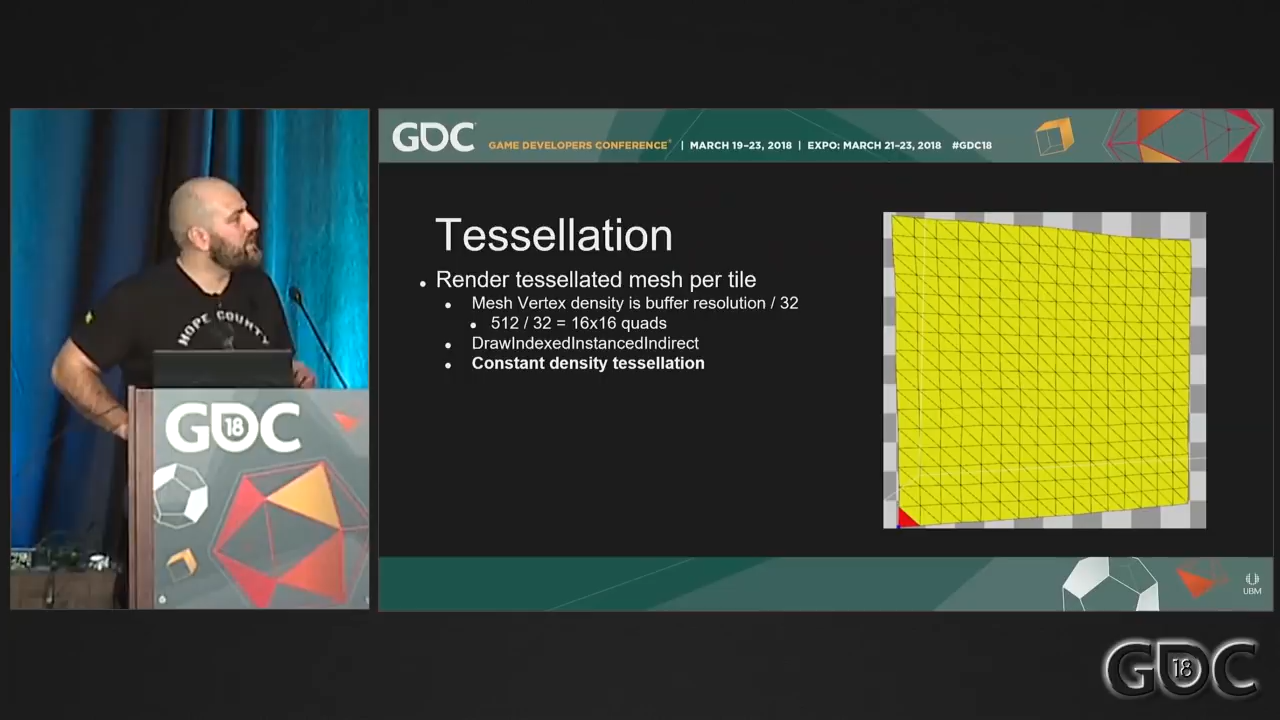 GDC
GAME DEVELOPERS CONFERENCE® | MARCH 19–23, 2018 | EXPO: MARCH 21–23, 2018 #GDC18
Tessellation
• Render tessellated mesh per tile
• Mesh Vertex density is buffer resolution / 32
• 512 / 32 = 16x16 quads
• DrawIndexedInstancedIndirect
• Constant density tessellation
HOPE COUNTY
GDC
18
UBM
GDC
18